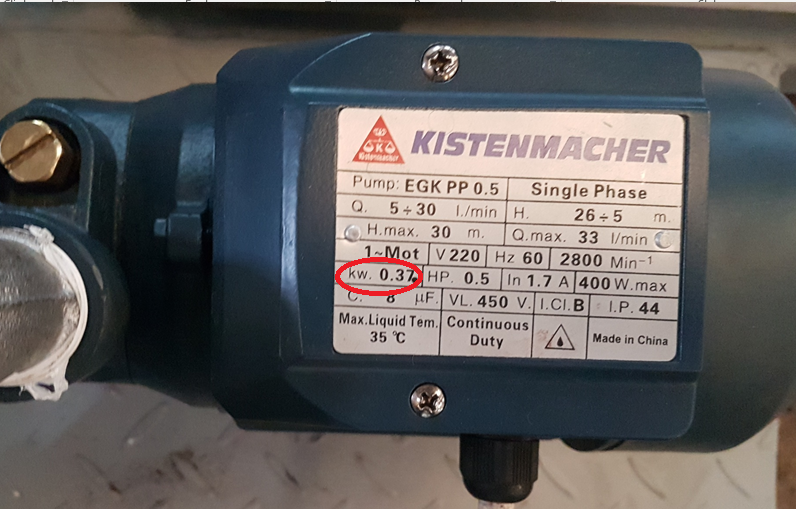 KISTENMACHER
K
Kistenmacher
Pump: EGK PP 0.5 Single Phase
Q. 5÷30 l./min H. 26÷5 m.
H.max. 30 m. Q.max. 33 l/min
1~Mot V 220 Hz 60 2800 Min⁻¹
kw. 0.37 HP. 0.5 In 1.7 A 400 W.max
C. 8 μF. VL. 450 V. I.Cl.B I.P. 44
Max.Liquid Tem. 35 ℃ Continuous Duty Made in China